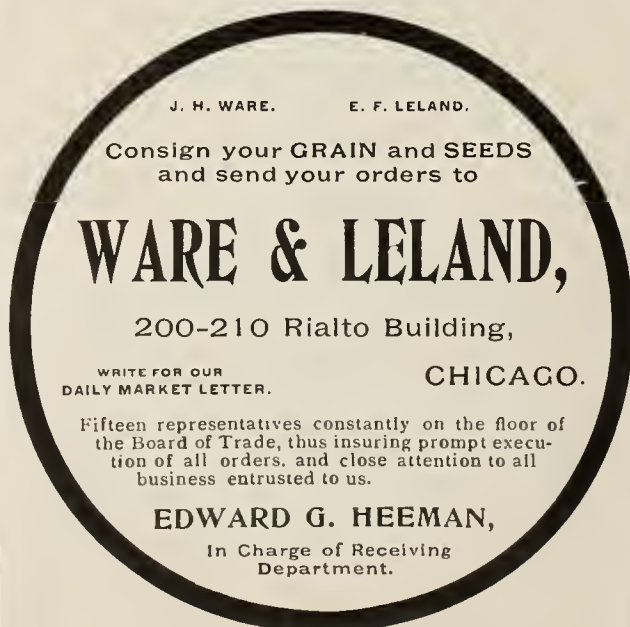 J. H. WARE. E. F. LELAND.
Consign your GRAIN and SEEDS
and send your orders to
WARE & LELAND,
200-210 Rialto Building,
WRITE FOR OUR
DAILY MARKET LETTER.
CHICAGO.
Fifteen representatives constantly on the floor of
the Board of Trade, thus insuring prompt execu-
tion of all orders, and close attention to all
business entrusted to us.
EDWARD G. HEEMAN,
In Charge of Receiving
Department.